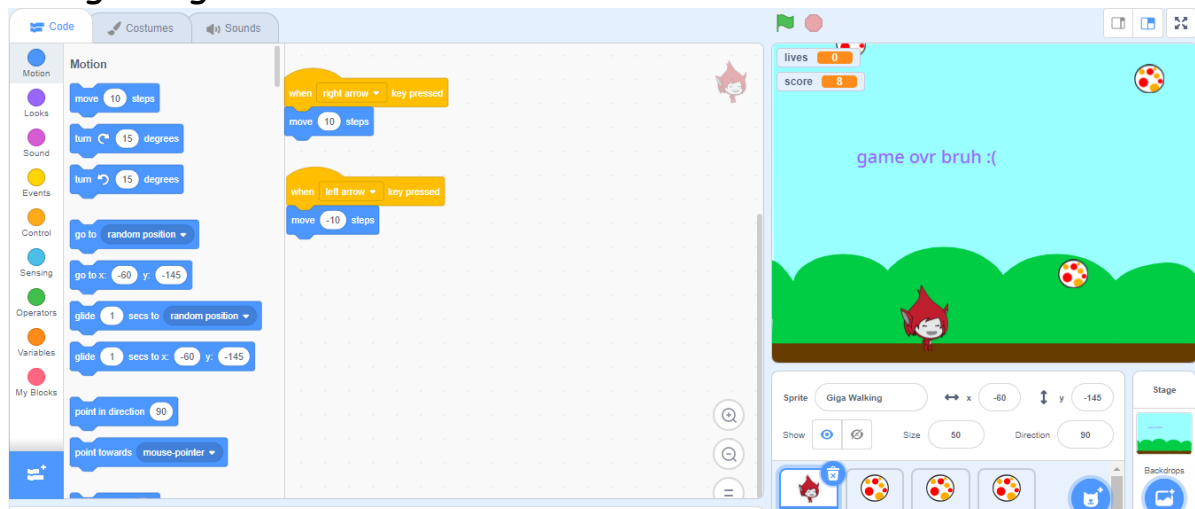 Code Costumes Sounds
Motion
Looks
Sound
Events
Control
Sensing
Operators
Variables
My Blocks
Motion
move 10 steps
turn 15 degrees
turn 15 degrees
go to random position
go to x: -60 y: -145
glide 1 secs to random position
glide 1 secs to x: -60 y: -145
point in direction 90
point towards mouse-pointer
when right arrow key pressed
move 10 steps
when left arrow key pressed
move -10 steps
lives 0
score 8
game ovr bruh :(
Sprite Giga Walking x -60 y -145
Show Size 50 Direction 90
Stage
Backdrops